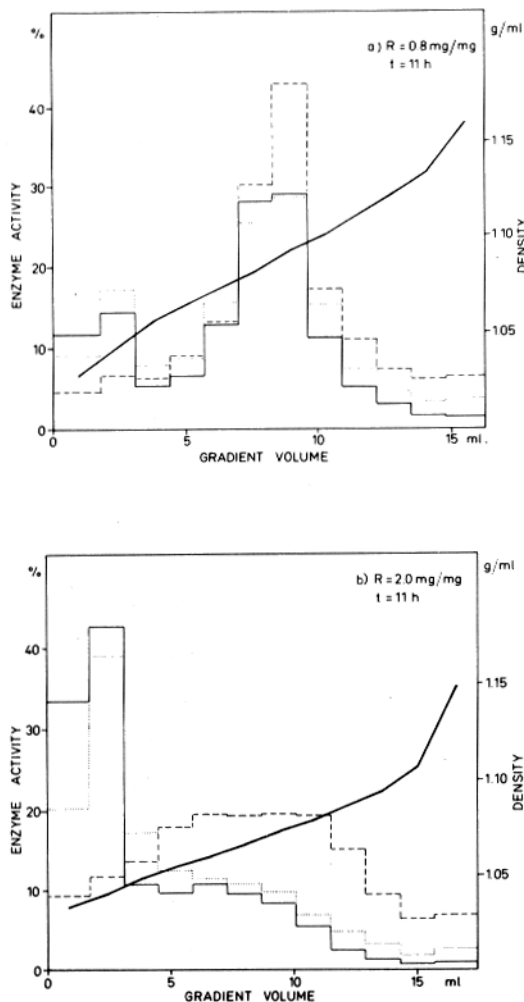 %
g/ml
a) R = 0.8 mg/mg
t = 11 h
40
30
20
10
0
1.15
1.10
1.05
ENZYME ACTIVITY
DENSITY
0
5
10
15
ml.
GRADIENT VOLUME
%
g/ml
b) R = 2.0 mg/mg
t = 11 h
40
30
20
10
0
1.15
1.10
1.05
ENZYME ACTIVITY
DENSITY
0
5
10
15
ml
GRADIENT VOLUME